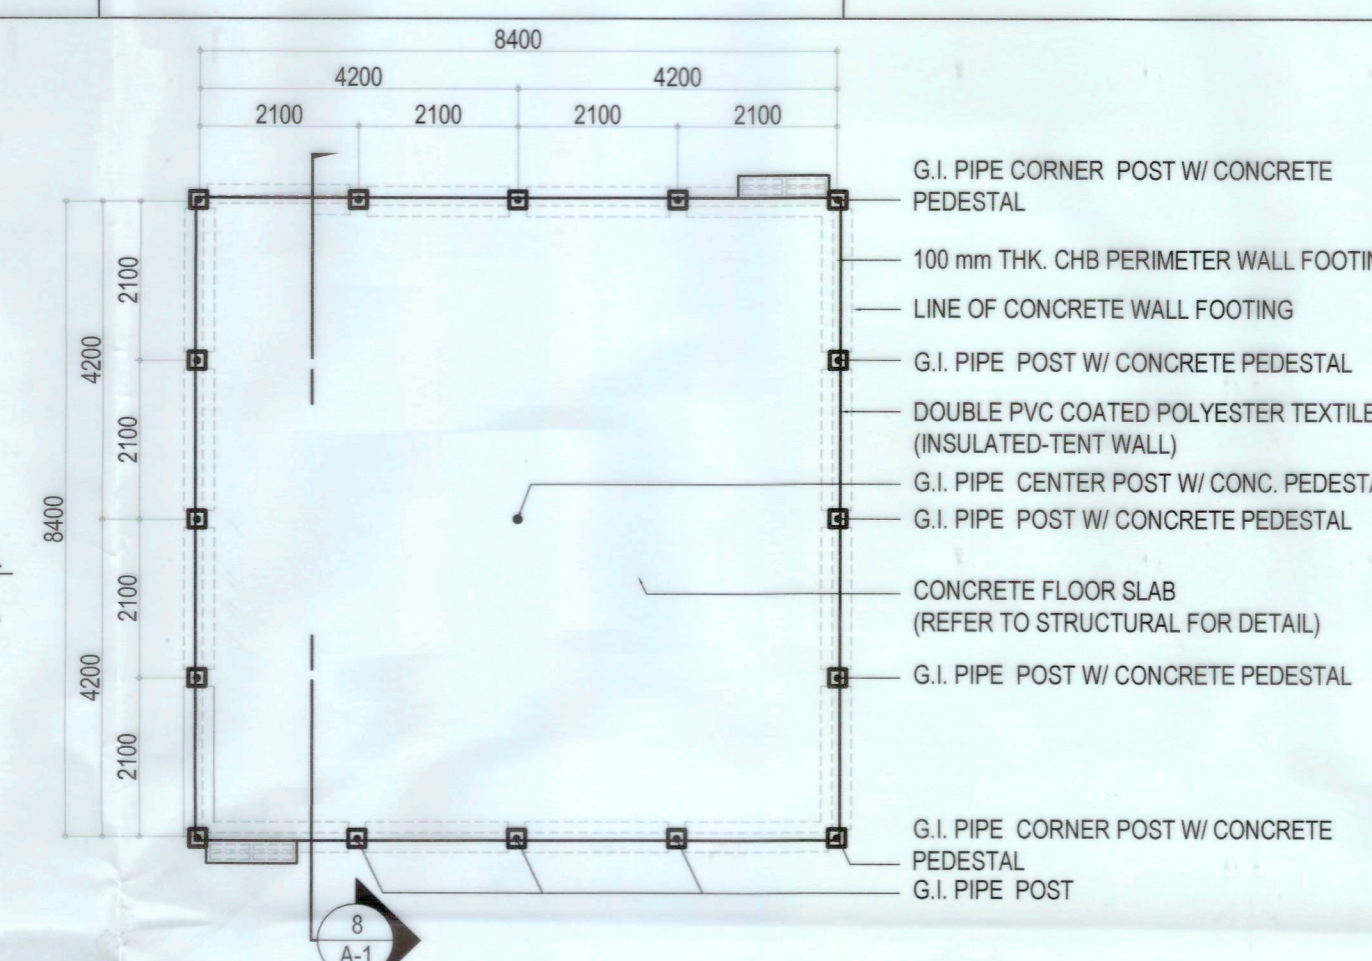 8400
4200 4200
2100 2100 2100 2100
G.I. PIPE CORNER POST W/ CONCRETE
PEDESTAL
100 mm THK. CHB PERIMETER WALL
LINE OF CONCRETE WALL FOOTING
G.I. PIPE POST W/ CONCRETE PEDESTAL
DOUBLE PVC COATED POLYESTER TEXTILE
(INSULATED-TENT WALL)
G.I. PIPE CENTER POST W/ CONC.
G.I. PIPE POST W/ CONCRETE PEDESTAL
CONCRETE FLOOR SLAB
(REFER TO STRUCTURAL FOR DETAIL)
G.I. PIPE POST W/ CONCRETE PEDESTAL
G.I. PIPE CORNER POST W/ CONCRETE
PEDESTAL
G.I. PIPE POST
8400
4200
4200
2100
2100
2100
2100
8
A-1